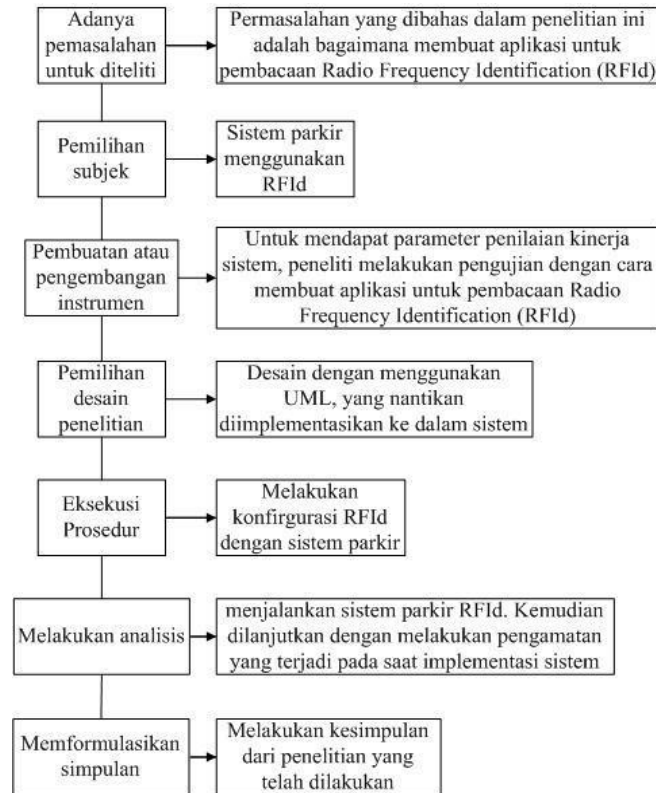 Adanya
pemasalahan
untuk diteliti
Permasalahan yang dibahas dalam penelitian ini
adalah bagaimana membuat aplikasi untuk
pembacaan Radio Frequency Identification (RFId)
Pemilihan
subjek
Sistem parkir
menggunakan
RFId
Pembuatan atau
pengembangan
instrumen
Untuk mendapat parameter penilaian kinerja
sistem, peneliti melakukan pengujian dengan cara
membuat aplikasi untuk pembacaan Radio
Frequency Identification (RFId)
Pemilihan
desain
penelitian
Desain dengan menggunakan
UML, yang nantikan
diimplementasikan ke dalam sistem
Eksekusi
Prosedur
Melakukan
konfirgurasi RFId
dengan sistem parkir
Melakukan analisis
menjalankan sistem parkir RFId. Kemudian
dilanjutkan dengan melakukan pengamatan
yang terjadi pada saat implementasi sistem
Memformulasikan
simpulan
Melakukan kesimpulan
dari penelitian yang
telah dilakukan